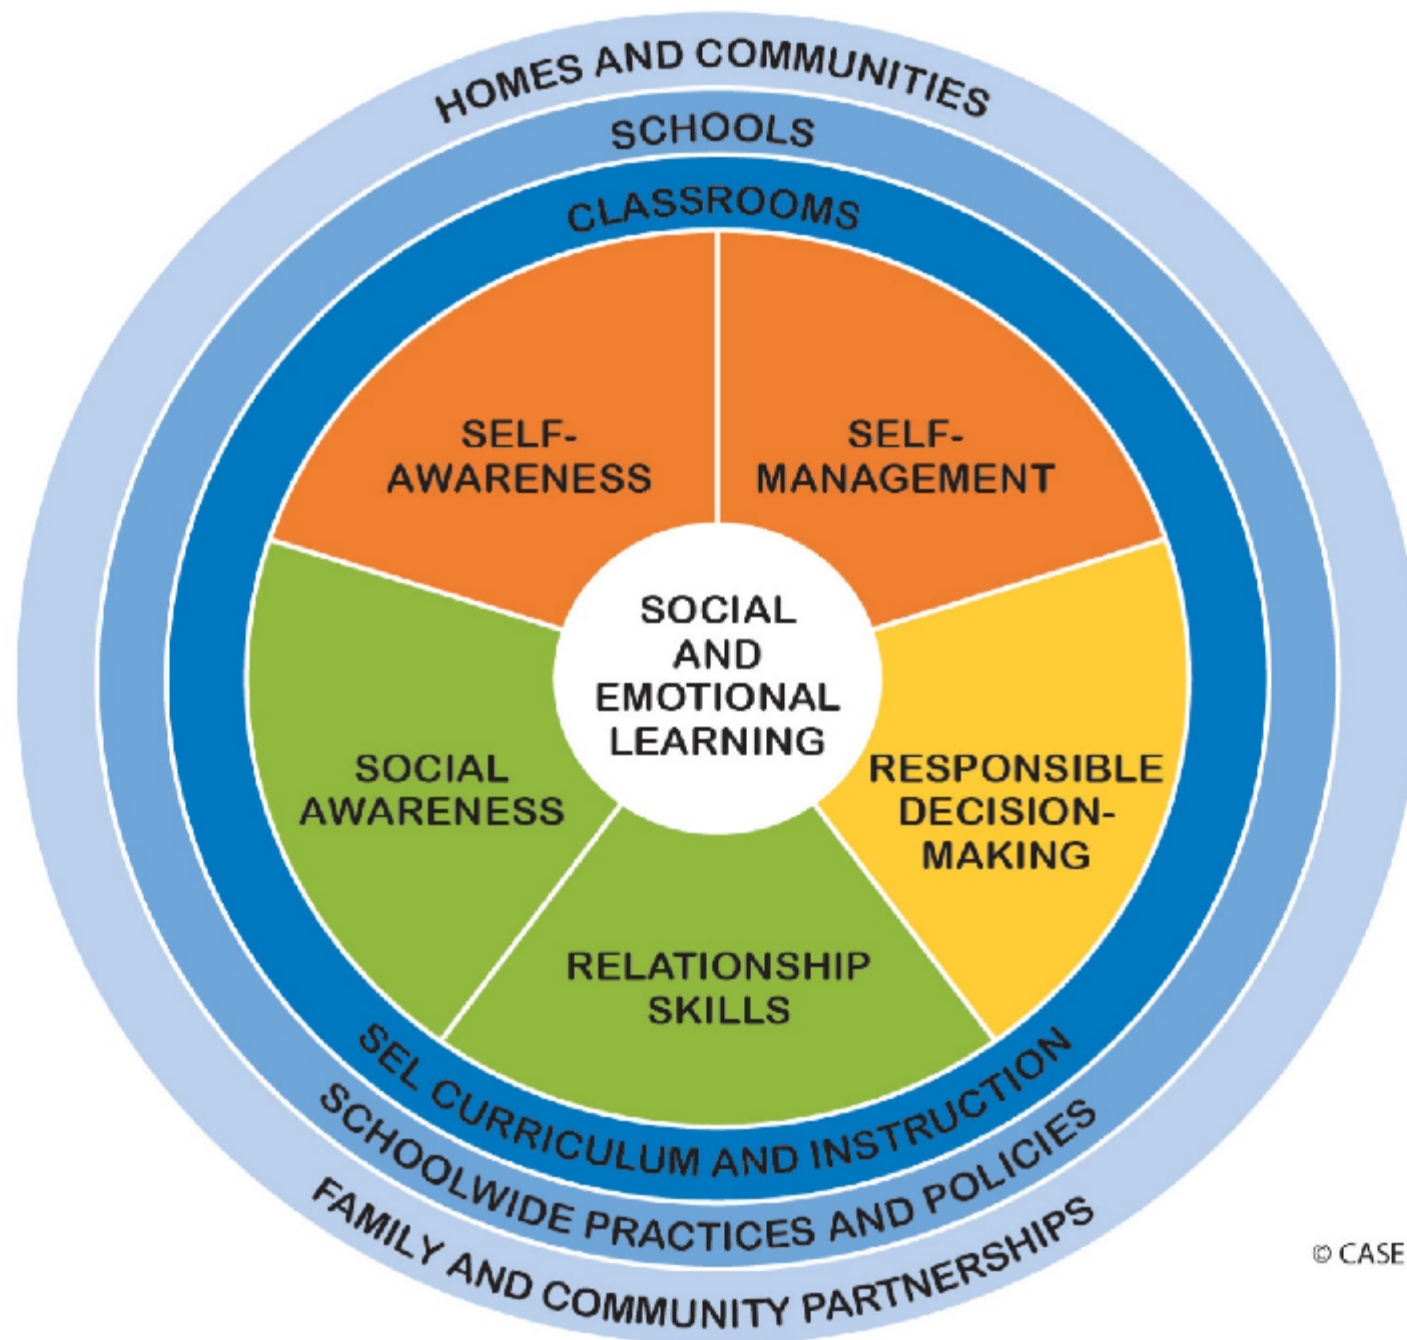 HOMES AND COMMUNITIES
SCHOOLS
CLASSROOMS
SELF-
AWARENESS
SELF-
MANAGEMENT
SOCIAL
AND
EMOTIONAL
LEARNING
SOCIAL
AWARENESS
RESPONSIBLE
DECISION-
MAKING
RELATIONSHIP
SKILLS
SEL CURRICULUM AND INSTRUCTION
SCHOOLWIDE PRACTICES AND POLICIES
FAMILY AND COMMUNITY PARTNERSHIPS
© CASE